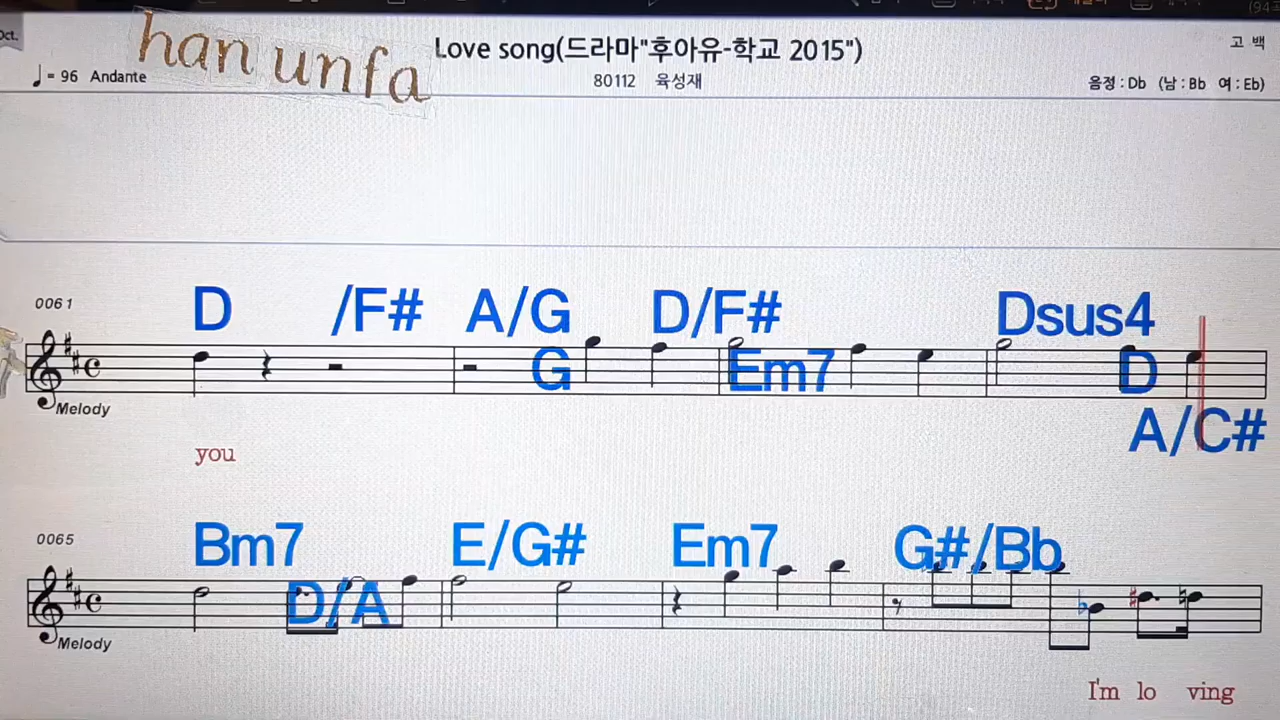 Oct.
han unfa
Love song(드라마"후아유-학교 2015")
고 백
♩= 96 Andante
80112 육성재
음정 : Db (남 : Bb 여 : Eb)
0061
D /F# A/G D/F# Dsus4
G Em7 D
Melody
A/C#
you
0065
Bm7 E/G# Em7 G#/Bb
D/A
Melody
I'm lo ving